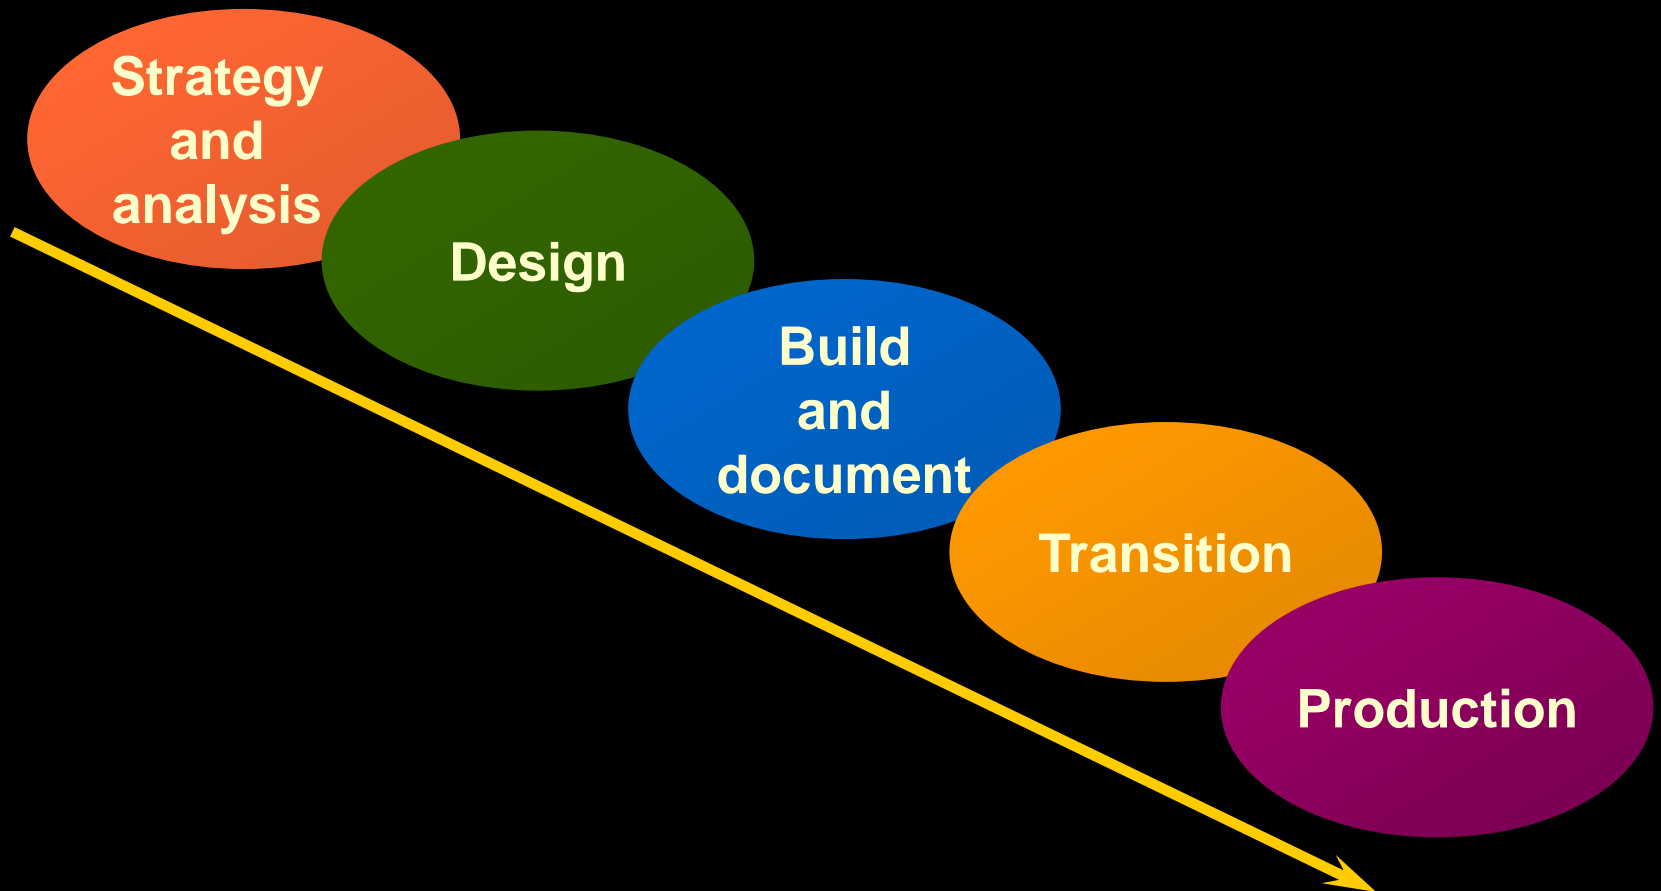 Strategy
and
analysis
Design
Build
and
document
Transition
Production